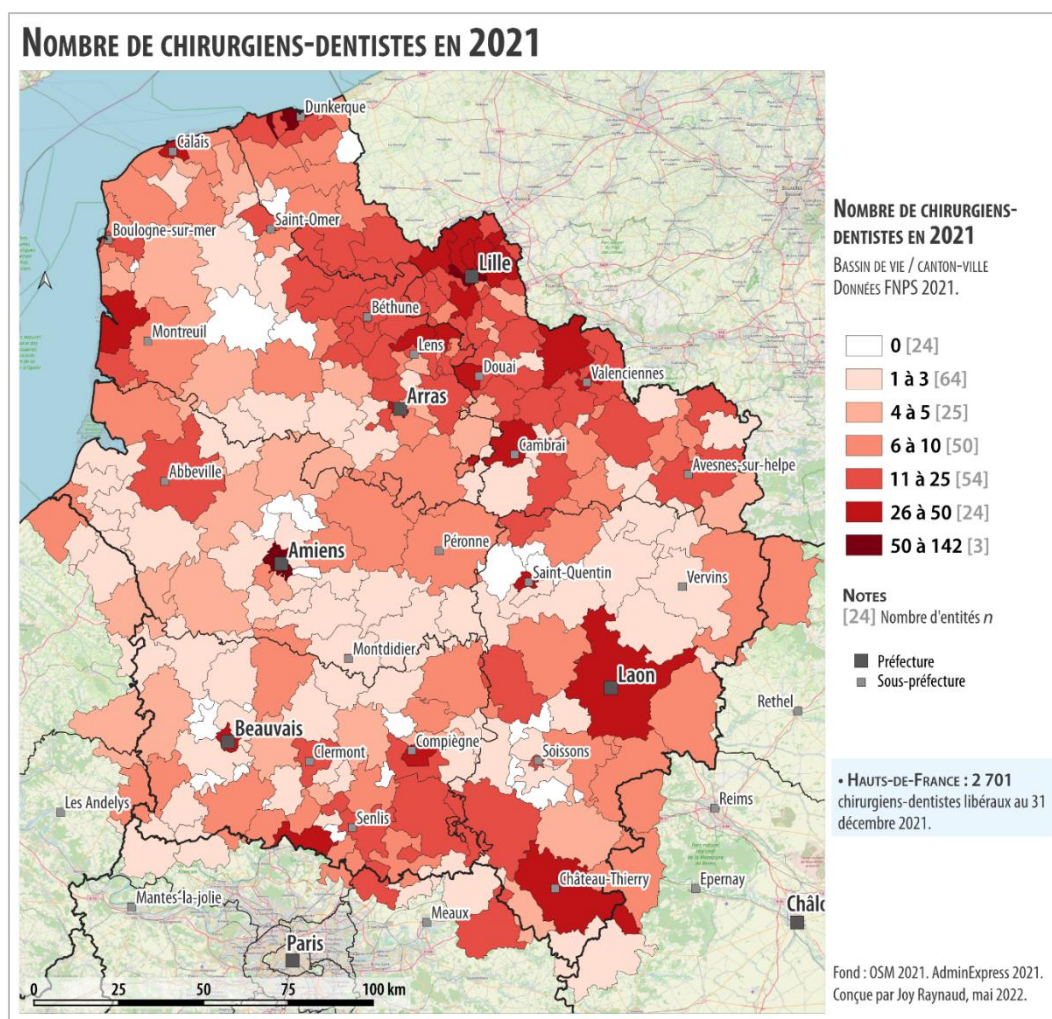 NOMBRE DE CHIRURGIENS-DENTISTES EN 2021
Dunkerque
Calais
Saint-Omer
Boulogne-sur-mer
Lille
Béthune
Montreuil
Lens
Douai
Valenciennes
Arras
Cambrai
Abbeville
Avesnes-sur-helpe
Péronne
Amiens
Saint-Quentin
Vervins
Montdidier
Laon
Rethel
Beauvais
Compiègne
Clermont
Soissons
Les Andelys
Reims
Senlis
Château-Thierry
Epernay
Mantes-la-jolie
Meaux
Châlo
Paris
0 25 50 75 100 km
NOMBRE DE CHIRURGIENS-
DENTISTES EN 2021
BASSIN DE VIE / CANTON-VILLE
DONNÉES FNPS 2021.
0 [24]
1 à 3 [64]
4 à 5 [25]
6 à 10 [50]
11 à 25 [54]
26 à 50 [24]
50 à 142 [3]
NOTES
[24] Nombre d'entités n
Préfecture
Sous-préfecture
• HAUTS-DE-FRANCE : 2 701
chirurgiens-dentistes libéraux au 31
décembre 2021.
Fond : OSM 2021. AdminExpress 2021.
Conçue par Joy Raynaud, mai 2022.